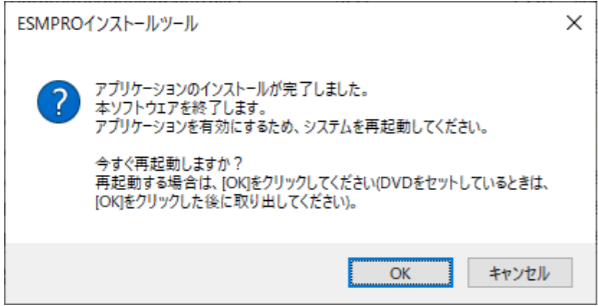 ESMPROインストールツール
アプリケーションのインストールが完了しました。
本ソフトウエアを終了します。
アプリケーションを有効にするため、システムを再起動してください。
今すぐ再起動しますか？
再起動する場合は、[OK]をクリックしてください(DVDをセットしているときは、
[OK]をクリックした後に取り出してください)。
OK
キャンセル